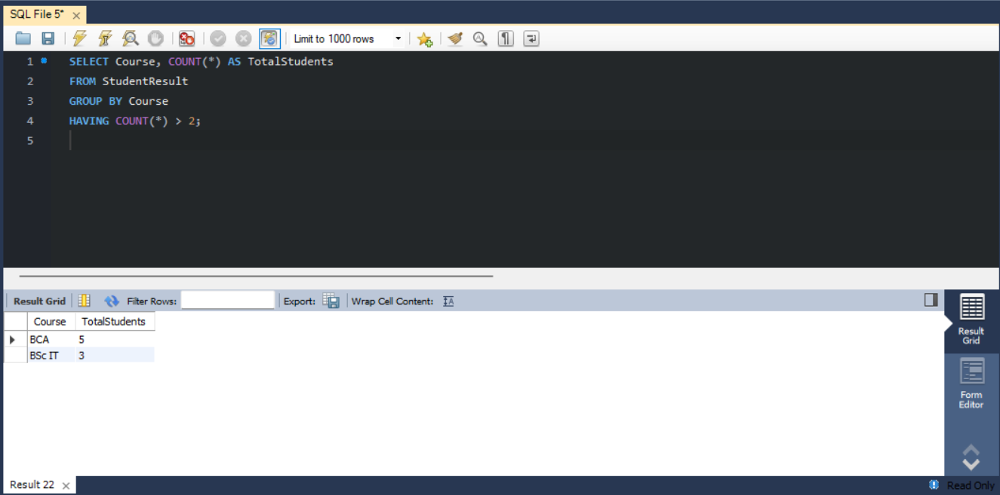 SQL File 5*
Limit to 1000 rows
1 SELECT Course, COUNT(*) AS TotalStudents
2 FROM StudentResult
3 GROUP BY Course
4 HAVING COUNT(*) > 2;
5
Result Grid Filter Rows: Export: Wrap Cell Content:
Course TotalStudents
BCA 5
BSc IT 3
Result
Grid
Form
Editor
Result 22
Read Only